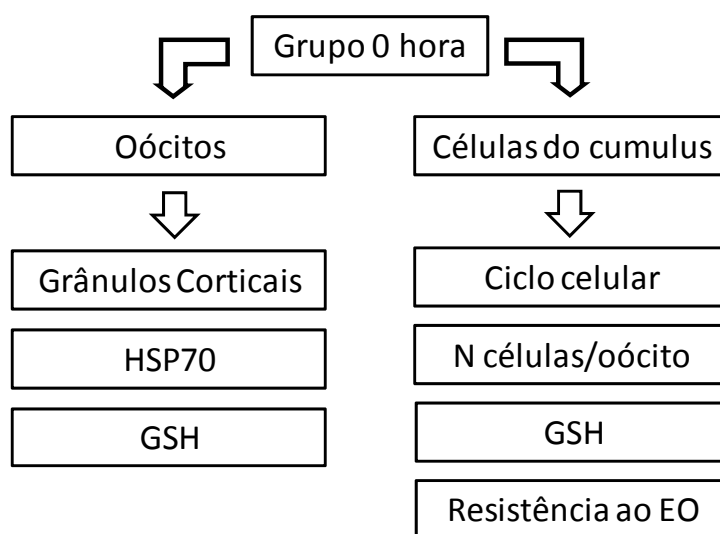 Grupo 0 hora
Oócitos
Grânulos Corticais
HSP70
GSH
Células do cumulus
Ciclo celular
N células/oócito
GSH
Resistência ao EO